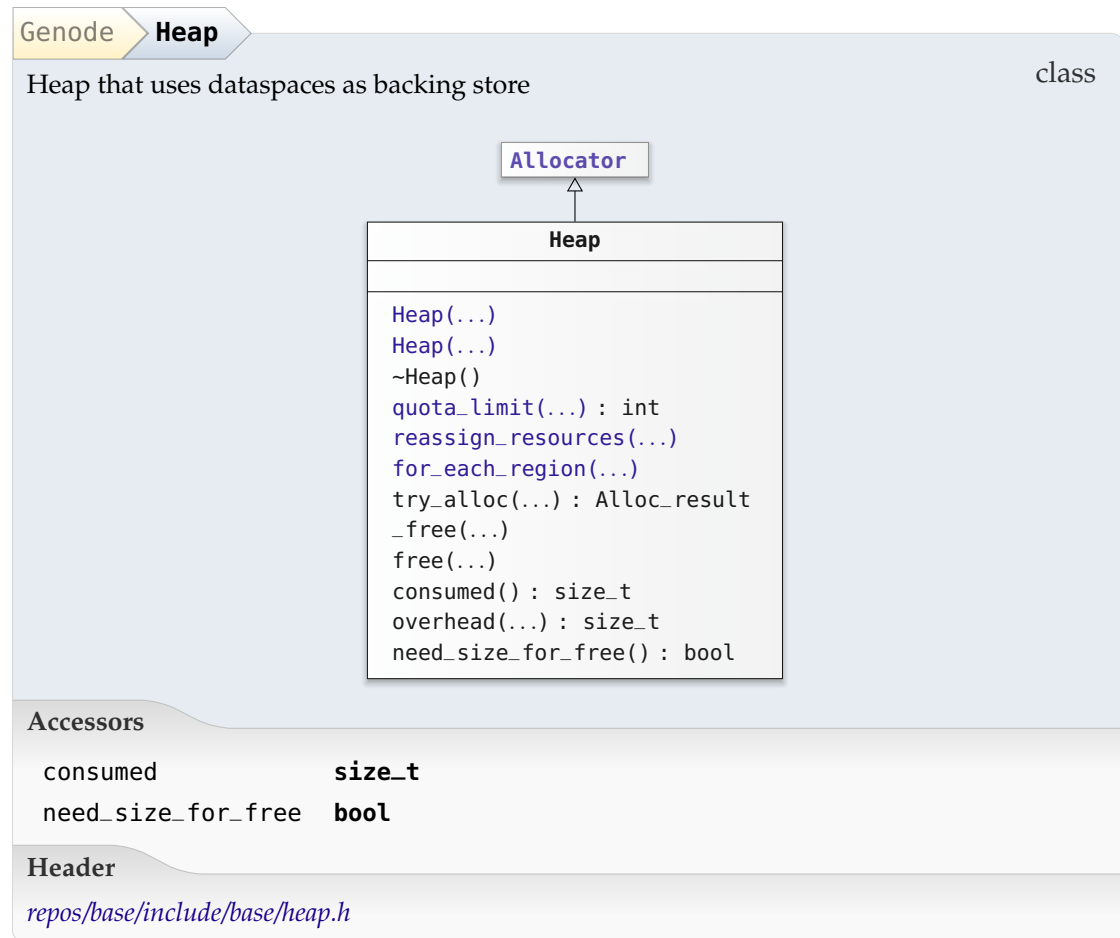 Genode Heap
Heap that uses dataspaces as backing store
class
Allocator
Heap
Heap(...)
Heap(...)
~Heap()
quota_limit(...) : int
reassign_resources(...)
for_each_region(...)
try_alloc(...) : Alloc_result
_free(...)
free(...)
consumed() : size_t
overhead(...) : size_t
need_size_for_free() : bool
Accessors
consumed size_t
need_size_for_free bool
Header
repos/base/include/base/heap.h